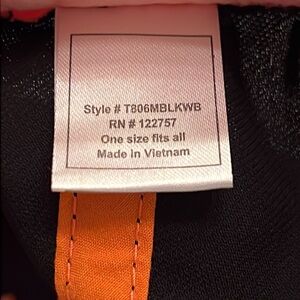 Style # T806MBLKWB
RN # 122757
One size fits all
Made in Vietnam